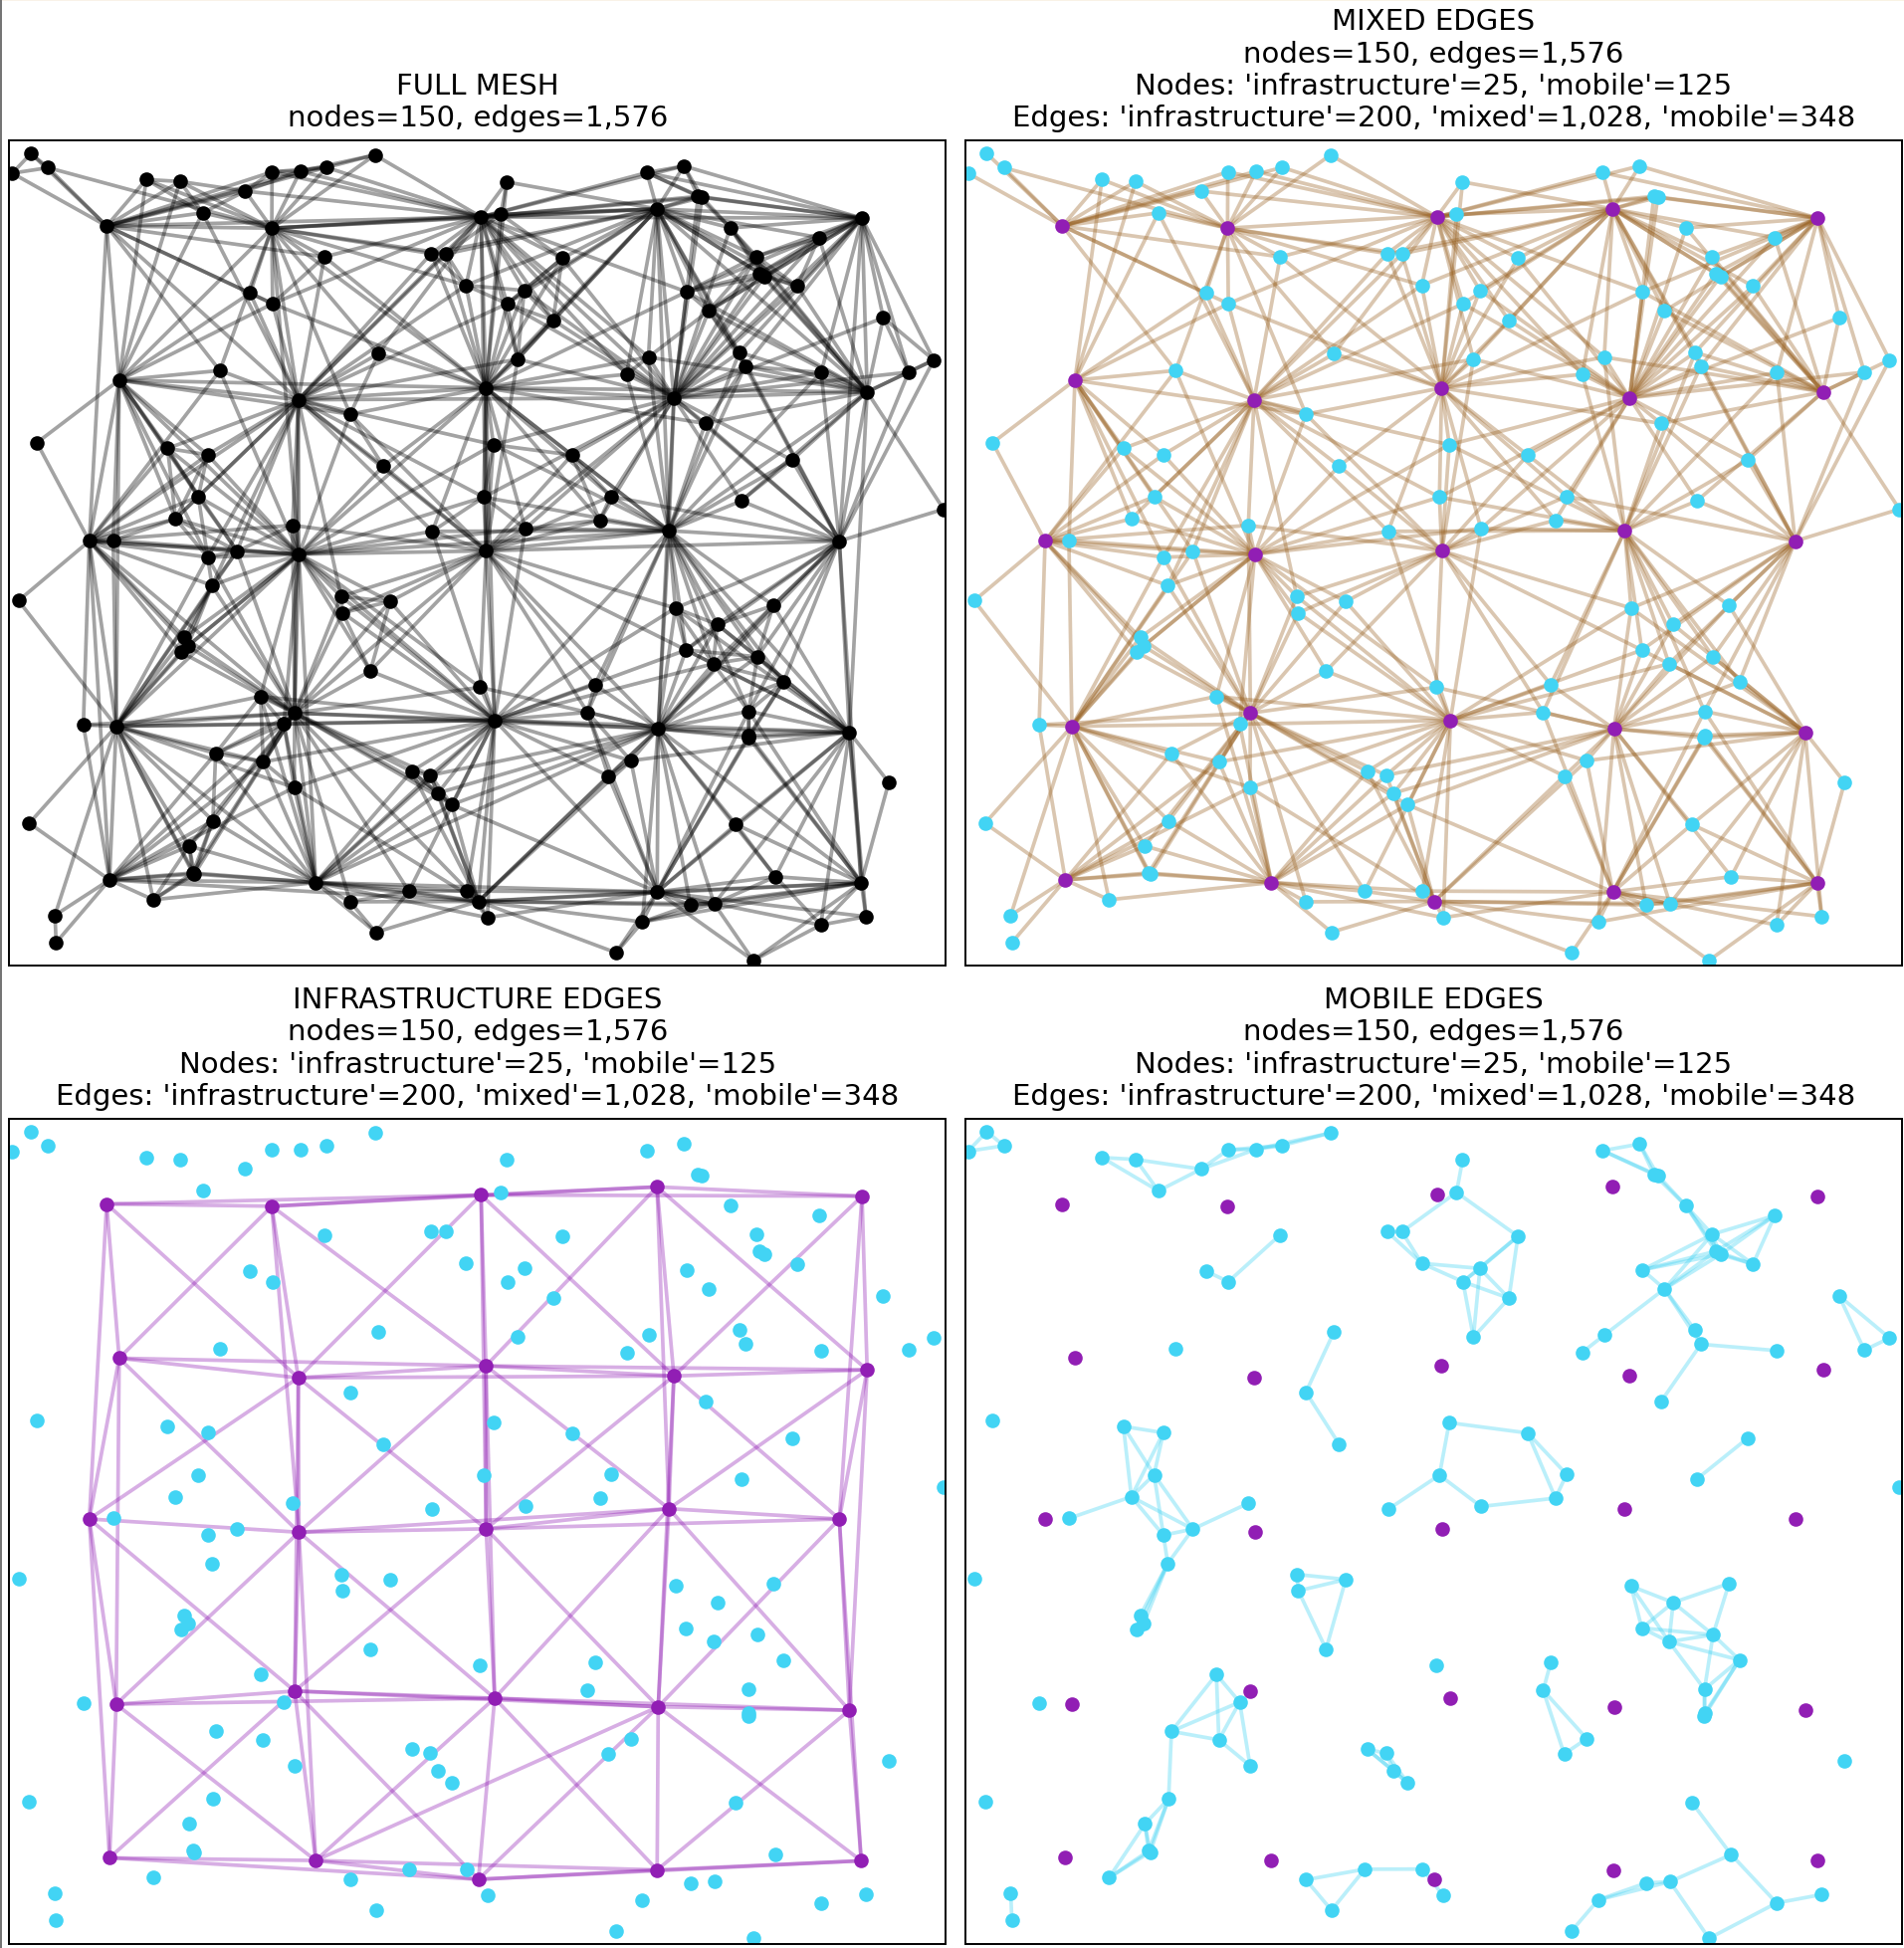 FULL MESH
nodes=150, edges=1,576
MIXED EDGES
nodes=150, edges=1,576
Nodes: 'infrastructure'=25, 'mobile'=125
Edges: 'infrastructure'=200, 'mixed'=1,028, 'mobile'=348
INFRASTRUCTURE EDGES
nodes=150, edges=1,576
Nodes: 'infrastructure'=25, 'mobile'=125
Edges: 'infrastructure'=200, 'mixed'=1,028, 'mobile'=348
MOBILE EDGES
nodes=150, edges=1,576
Nodes: 'infrastructure'=25, 'mobile'=125
Edges: 'infrastructure'=200, 'mixed'=1,028, 'mobile'=348